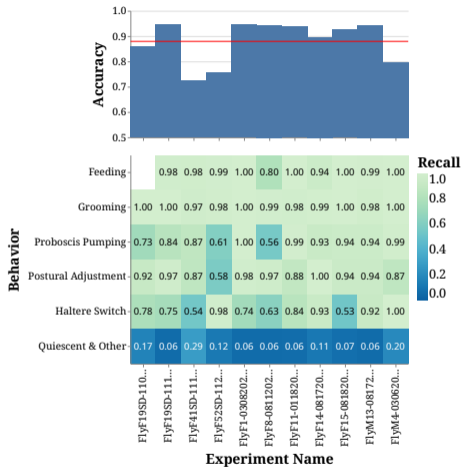 Accuracy
1.0
0.9
0.8
0.7
0.6
0.5
Behavior
Feeding 0.98 0.98 0.99 1.00 0.80 1.00 0.94 1.00 0.99 1.00
Grooming 1.00 1.00 0.97 0.98 1.00 0.99 0.98 0.99 1.00 0.98 1.00
Proboscis Pumping 0.73 0.84 0.87 0.61 1.00 0.56 0.99 0.93 0.94 0.94 0.99
Postural Adjustment 0.92 0.97 0.87 0.58 0.98 0.97 0.88 1.00 0.94 0.94 0.87
Haltere Switch 0.78 0.75 0.54 0.98 0.74 0.63 0.84 0.93 0.53 0.92 1.00
Quiescent & Other 0.17 0.06 0.29 0.12 0.06 0.06 0.06 0.11 0.07 0.06 0.20
FlyF19SD-110...
FlyF19SD-111...
FlyF41SD-111...
FlyF52SD-112...
FlyF1-0308202...
FlyF8-0811202...
FlyF11-011820...
FlyF14-081720...
FlyF15-081820...
FlyM13-08172...
FlyM4-030620...
Experiment Name
Recall
1.0
0.8
0.6
0.4
0.2
0.0